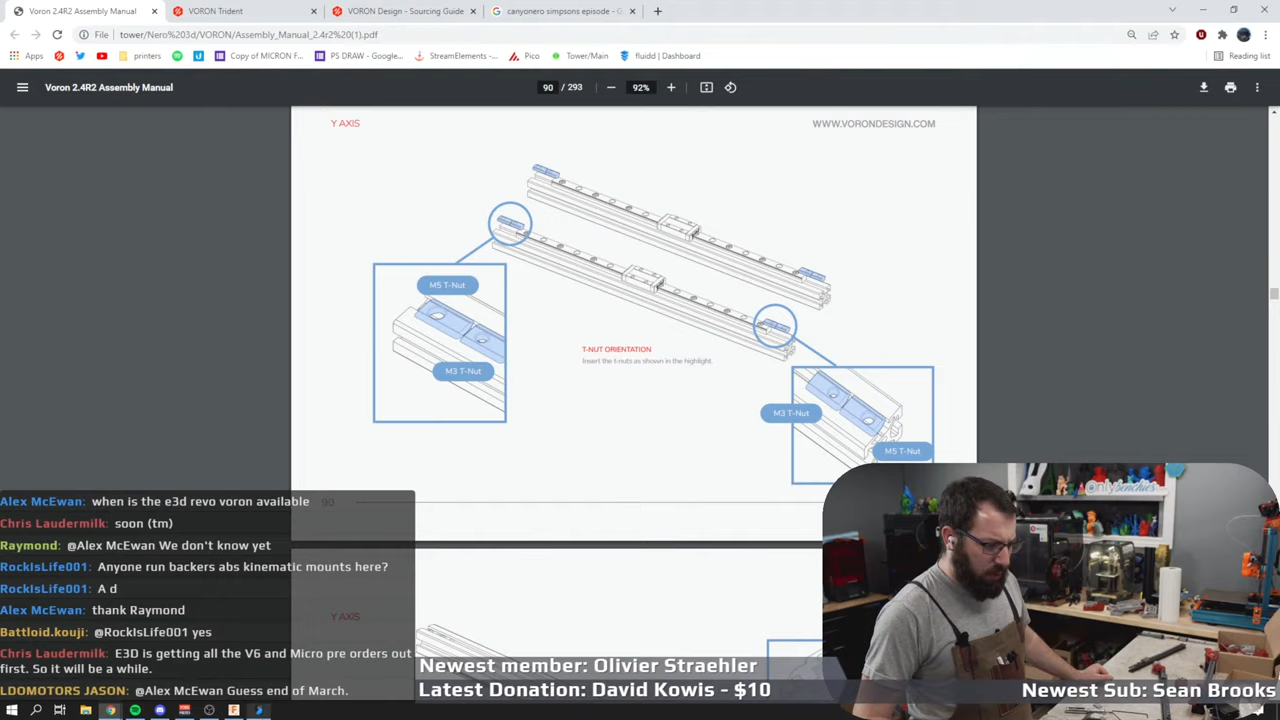 Voron 2.4R2 Assembly Manual
VORON Trident
VORON Design - Sourcing Guide
canyonero simpsons episode - G
File
tower/Nero%203d/VORON/Assembly_Manual_2.4r2%20(1).pdf
Apps
printers
Copy of MICRON F...
PS DRAW - Google...
StreamElements -...
Pico
Tower/Main
fluidd | Dashboard
Reading list
Voron 2.4R2 Assembly Manual
90 / 293
92%
Y AXIS
WWW.VORONDESIGN.COM
M5 T-Nut
M3 T-Nut
T-NUT ORIENTATION
Insert the t-nuts as shown in the highlight.
M3 T-Nut
M5 T-Nut
90
Y AXIS
Alex McEwan: when is the e3d revo voron available
Chris Laudermilk: soon (tm)
Raymond: @Alex McEwan We don't know yet
RockIsLife001: Anyone run backers abs kinematic mounts here?
RockIsLife001: A d
Alex McEwan: thank Raymond
Battloid.kouji: @RockIsLife001 yes
Chris Laudermilk: E3D is getting all the V6 and Micro pre orders out
first. So it will be a while.
LDOMOTORS JASON: @Alex McEwan Guess end of March.
@onlybenchies
Newest member: Olivier Straehler
Latest Donation: David Kowis - $10
Newest Sub: Sean Brooks